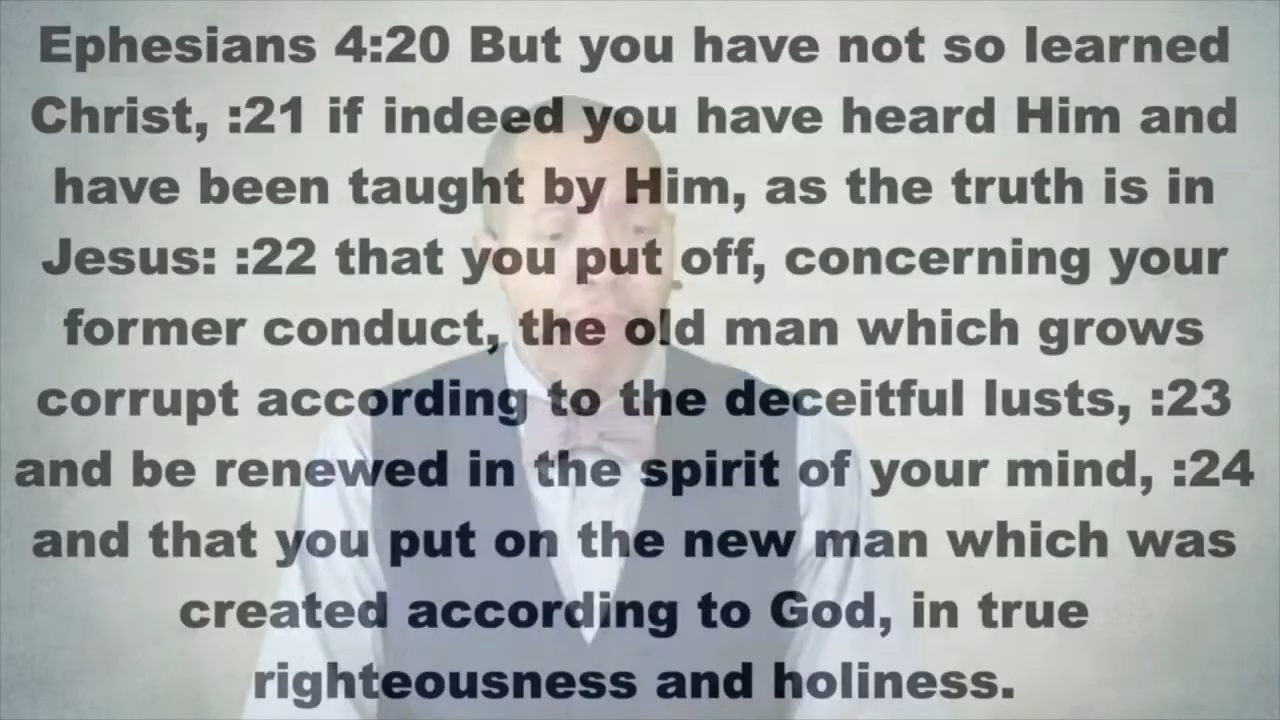 Ephesians 4:20 But you have not so learned
Christ, :21 if indeed you have heard Him and
have been taught by Him, as the truth is in
Jesus: :22 that you put off, concerning your
former conduct, the old man which grows
corrupt according to the deceitful lusts, :23
and be renewed in the spirit of your mind, :24
and that you put on the new man which was
created according to God, in true
righteousness and holiness.